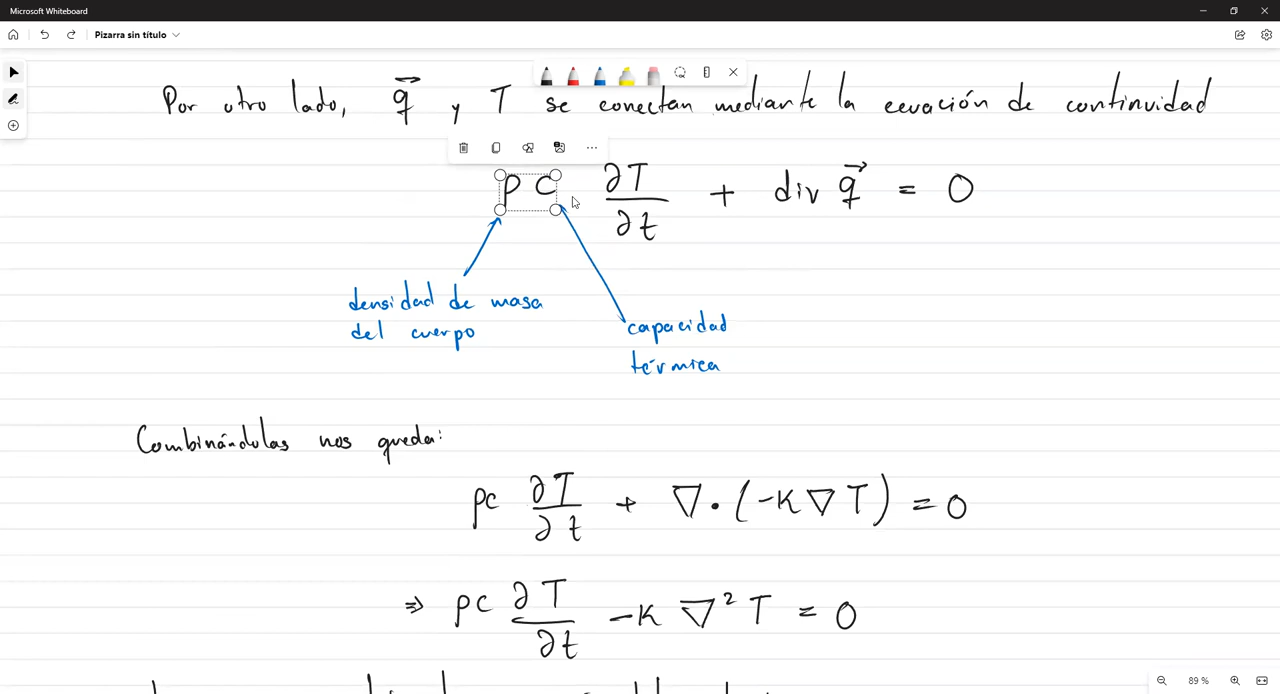 Microsoft Whiteboard
Pizarra sin título
Por otro lado, q⃗ y T se conectan mediante la ecuación de continuidad
ρ c ∂T/∂t + div q⃗ = 0
densidad de masa
del cuerpo
capacidad
térmica
Combinándolas nos queda:
ρc ∂T/∂t + ∇·(-K∇T) = 0
⇒ ρc ∂T/∂t - K ∇²T = 0
89 %